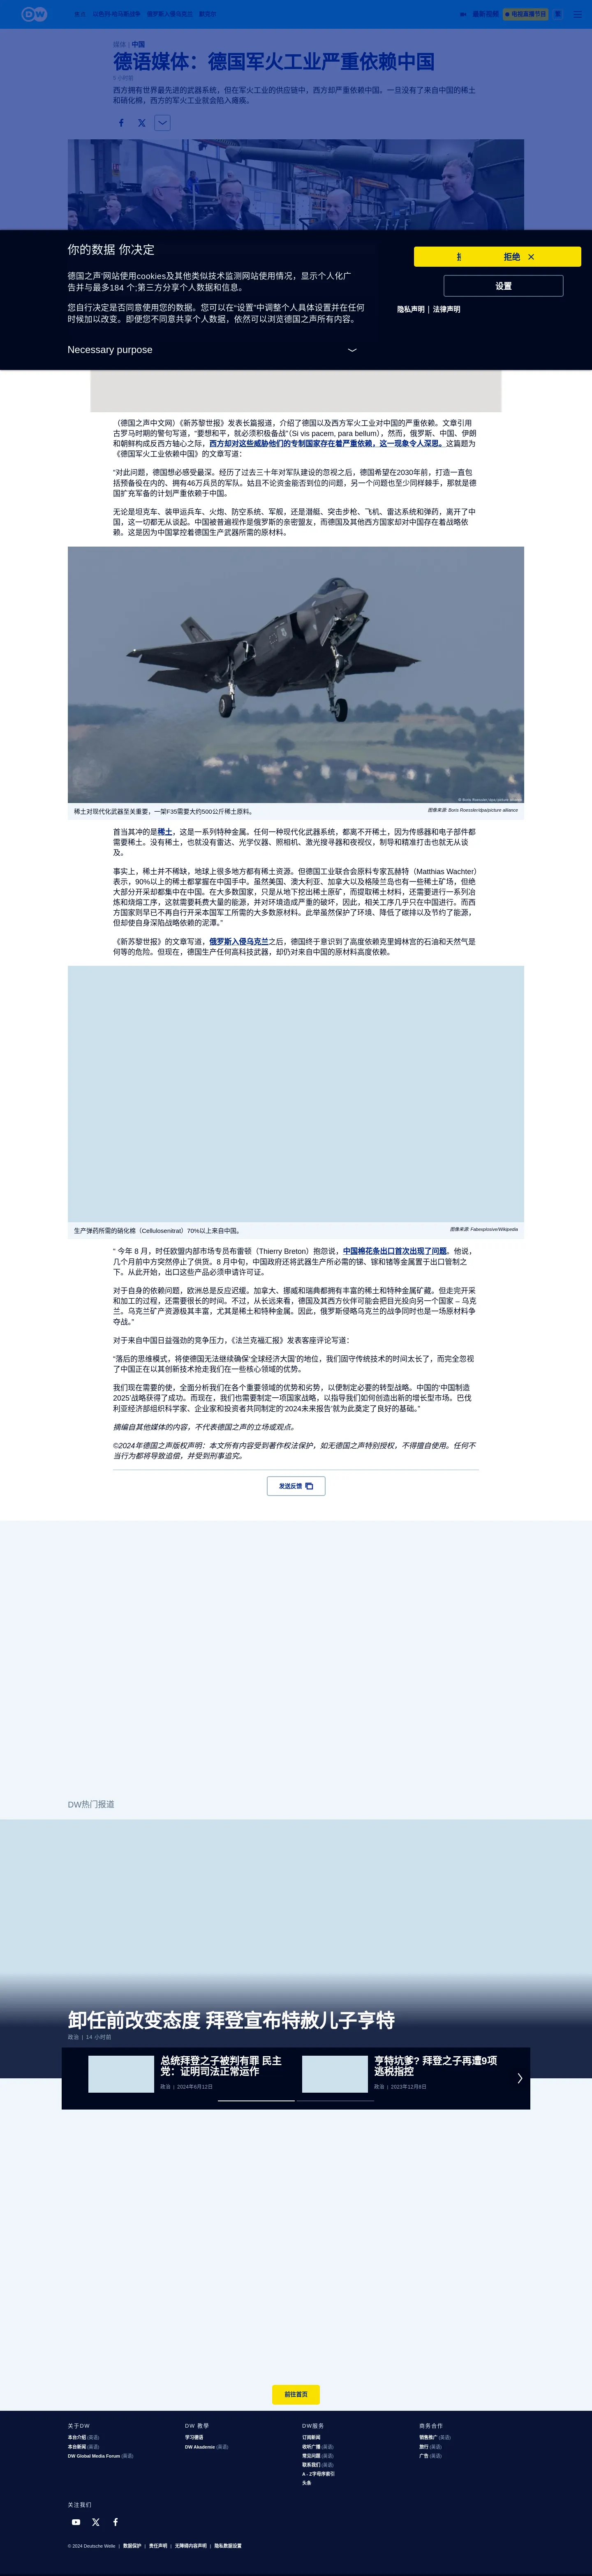 DW
焦点 以色列-哈马斯战争 俄罗斯入侵乌克兰 默克尔
最新视频
电视直播节目
媒体 | 中国
德语媒体：德国军火工业严重依赖中国
西方拥有世界最先进的武器系统，但在军火工业的供应链中，西方却严重依赖中国。一旦没有了来自中国的稀土
和硝化棉，西方的军火工业就会陷入瘫痪。
你的数据 你决定
拒绝
德国之声'网站使用cookies及其他类似技术监测网站使用情况，显示个人化广
告并与最多184 个;第三方分享个人数据和信息。
设置
您自行决定是否同意使用您的数据。您可以在"设置"中调整个人具体设置并在任何
时候加以改变。即便您不同意共享个人数据，依然可以浏览德国之声所有内容。
隐私声明 | 法律声明
Necessary purpose
（德国之声中文网）《新苏黎世报》发表长篇报道，介绍了德国以及西方军火工业对中国的严重依赖。文章引用
古罗马时期的警句写道，“要想和平，就必须积极备战”（Si vis pacem, para bellum），然而，俄罗斯、中国、伊朗
和朝鲜构成反西方轴心之际，西方却对这些威胁他们的专制国家存在着严重依赖，这一现象令人深思。这篇题为
《德国军火工业依赖中国》的文章写道：
“对此问题，德国想必感受最深。经历了过去三十年对军队建设的忽视之后，德国希望在2030年前，打造一直包
括预备役在内的、拥有46万兵员的军队。姑且不论资金能否到位的问题，另一个问题也至少同样棘手，那就是德
国扩充军备的计划严重依赖于中国。
无论是坦克车、装甲运兵车、火炮、防空系统、军舰，还是潜艇、突击步枪、飞机、雷达系统和弹药，离开了中
国，这一切都无从谈起。中国被普遍视作是俄罗斯的亲密盟友，而德国及其他西方国家却对中国存在着战略依
赖。这是因为中国掌控着德国生产武器所需的原材料。
稀土对现代化武器至关重要，一架F35需要大约500公斤稀土原料。
图像来源: Boris Roessler/dpa/picture alliance
首当其冲的是稀土，这是一系列特种金属。任何一种现代化武器系统，都离不开稀土，因为传感器和电子部件都
需要稀土。没有稀土，也就没有雷达、光学仪器、照相机、激光搜寻器和夜视仪，制导和精准打击也就无从谈
及。
事实上，稀土并不稀缺，地球上很多地方都有稀土资源。但德国工业联合会原料专家瓦赫特（Matthias Wachter）
表示，90%以上的稀土都掌握在中国手中。虽然美国、澳大利亚、加拿大以及格陵兰岛也有一些稀土矿场，但绝
大部分开采却都集中在中国。在大多数国家，只是从地下挖出稀土原矿，而提取稀土材料，还需要进行一系列冶
炼和烧熔工序，这就需要耗费大量的能源，并对环境造成严重的破坏，因此，相关工序几乎只在中国进行。而西
方国家则早已不再自行开采本国军工所需的大多数原材料。此举虽然保护了环境、降低了碳排以及节约了能源，
但却使自身深陷战略依赖的泥潭。”
《新苏黎世报》的文章写道，俄罗斯入侵乌克兰之后，德国终于意识到了高度依赖克里姆林宫的石油和天然气是
何等的危险。但现在，德国生产任何高科技武器，却仍对来自中国的原材料高度依赖。
生产弹药所需的硝化棉（Cellulosenitrat）70%以上来自中国。
图像来源: Fabexplosive/Wikipedia
“ 今年 8 月，时任欧盟内部市场专员布雷顿（Thierry Breton）抱怨说，中国棉花条出口首次出现了问题。他说，
几个月前中方突然停止了供货。8 月中旬，中国政府还将武器生产所必需的锑、镓和锗等金属置于出口管制之
下。从此开始，出口这些产品必须申请许可证。
对于自身的依赖问题，欧洲总是反应迟缓。加拿大、挪威和瑞典都拥有丰富的稀土和特种金属矿藏。但走完开采
和加工的过程，还需要很长的时间。不过，从长远来看，德国及其西方伙伴可能会把目光投向另一个国家 – 乌克
兰。乌克兰矿产资源极其丰富，尤其是稀土和特种金属。因此，俄罗斯侵略乌克兰的战争同时也是一场原材料争
夺战。”
对于来自中国日益强劲的竞争压力，《法兰克福汇报》发表客座评论写道：
“落后的思维模式，将使德国无法继续确保‘全球经济大国’的地位，我们固守传统技术的时间太长了，而完全忽视
了中国正在以其创新技术抢走我们在一些核心领域的优势。
我们现在需要的使，全面分析我们在各个重要领域的优势和劣势，以便制定必要的转型战略。中国的‘中国制造
2025’战略获得了成功。而现在，我们也需要制定一项国家战略，以指导我们如何创造出新的增长型市场。巴伐
利亚经济部组织科学家、企业家和投资者共同制定的‘2024未来报告’就为此奠定了良好的基础。”
摘编自其他媒体的内容，不代表德国之声的立场或观点。
©2024年德国之声版权声明：本文所有内容受到著作权法保护，如无德国之声特别授权，不得擅自使用。任何不
当行为都将导致追偿，并受到刑事追究。
发送反馈
DW热门报道
卸任前改变态度 拜登宣布特赦儿子亨特
政治 | 14 小时前
总统拜登之子被判有罪 民主
党：证明司法正常运作
政治 | 2024年6月12日
亨特坑爹? 拜登之子再遭9项
逃税指控
政治 | 2023年12月8日
前往首页
关于DW
本台介绍 (英语)
本台新闻 (英语)
DW Global Media Forum (英语)
DW 教學
学习德语
DW Akademie (英语)
DW服务
订阅新闻
收听广播 (英语)
常见问题 (英语)
联系我们 (英语)
A - Z字母序索引
头条
商务合作
销售推广 (英语)
旅行 (英语)
广告 (英语)
关注我们
© 2024 Deutsche Welle | 数据保护 | 责任声明 | 无障碍内容声明 | 隐私数据设置